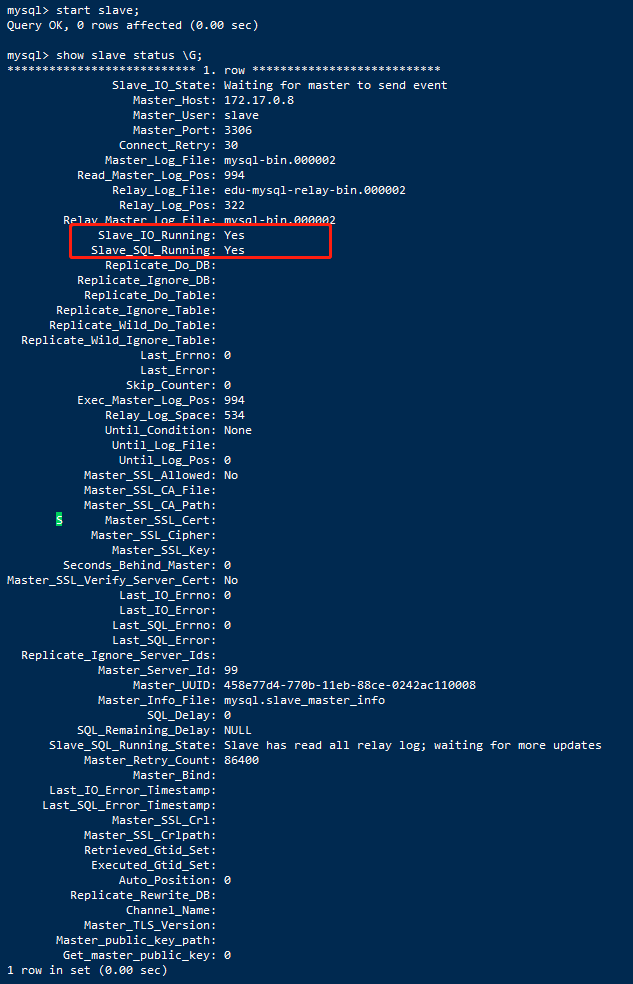 mysql> start slave;
Query OK, 0 rows affected (0.00 sec)
mysql> show slave status \G;
*************************** 1. row ***************************
Slave_IO_State: Waiting for master to send event
Master_Host: 172.17.0.8
Master_User: slave
Master_Port: 3306
Connect_Retry: 30
Master_Log_File: mysql-bin.000002
Read_Master_Log_Pos: 994
Relay_Log_File: edu-mysql-relay-bin.000002
Relay_Log_Pos: 322
Relay_Master_Log_File: mysql-bin.000002
Slave_IO_Running: Yes
Slave_SQL_Running: Yes
Replicate_Do_DB:
Replicate_Ignore_DB:
Replicate_Do_Table:
Replicate_Ignore_Table:
Replicate_Wild_Do_Table:
Replicate_Wild_Ignore_Table:
Last_Errno: 0
Last_Error:
Skip_Counter: 0
Exec_Master_Log_Pos: 994
Relay_Log_Space: 534
Until_Condition: None
Until_Log_File:
Until_Log_Pos: 0
Master_SSL_Allowed: No
Master_SSL_CA_File:
Master_SSL_CA_Path:
S Master_SSL_Cert:
Master_SSL_Cipher:
Master_SSL_Key:
Seconds_Behind_Master: 0
Master_SSL_Verify_Server_Cert: No
Last_IO_Errno: 0
Last_IO_Error:
Last_SQL_Errno: 0
Last_SQL_Error:
Replicate_Ignore_Server_Ids:
Master_Server_Id: 99
Master_UUID: 458e77d4-770b-11eb-88ce-0242ac110008
Master_Info_File: mysql.slave_master_info
SQL_Delay: 0
SQL_Remaining_Delay: NULL
Slave_SQL_Running_State: Slave has read all relay log; waiting for more updates
Master_Retry_Count: 86400
Master_Bind:
Last_IO_Error_Timestamp:
Last_SQL_Error_Timestamp:
Master_SSL_Crl:
Master_SSL_Crlpath:
Retrieved_Gtid_Set:
Executed_Gtid_Set:
Auto_Position: 0
Replicate_Rewrite_DB:
Channel_Name:
Master_TLS_Version:
Master_public_key_path:
Get_master_public_key: 0
1 row in set (0.00 sec)